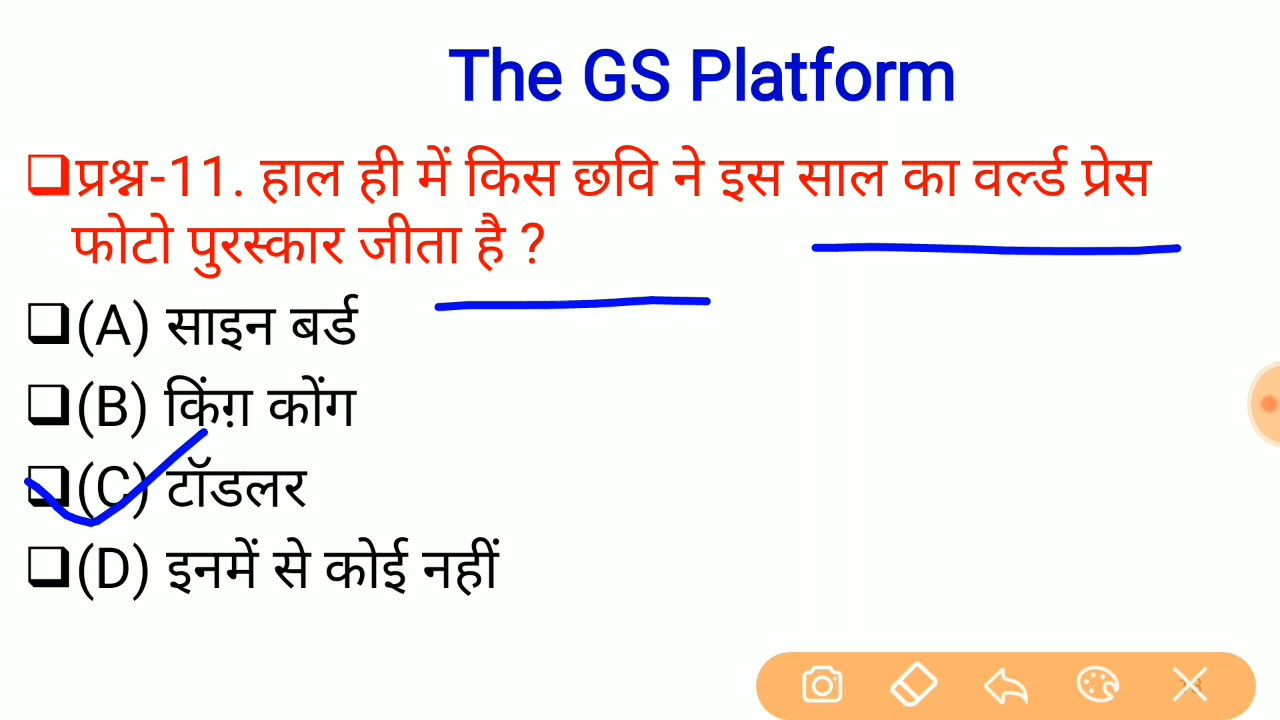 The GS Platform
❑प्रश्न-11. हाल ही में किस छवि ने इस साल का वर्ल्ड प्रेस
फोटो पुरस्कार जीता है ?
❑(A) साइन बर्ड
❑(B) किंग़ कोंग
❑(C) टॉडलर
❑(D) इनमें से कोई नहीं